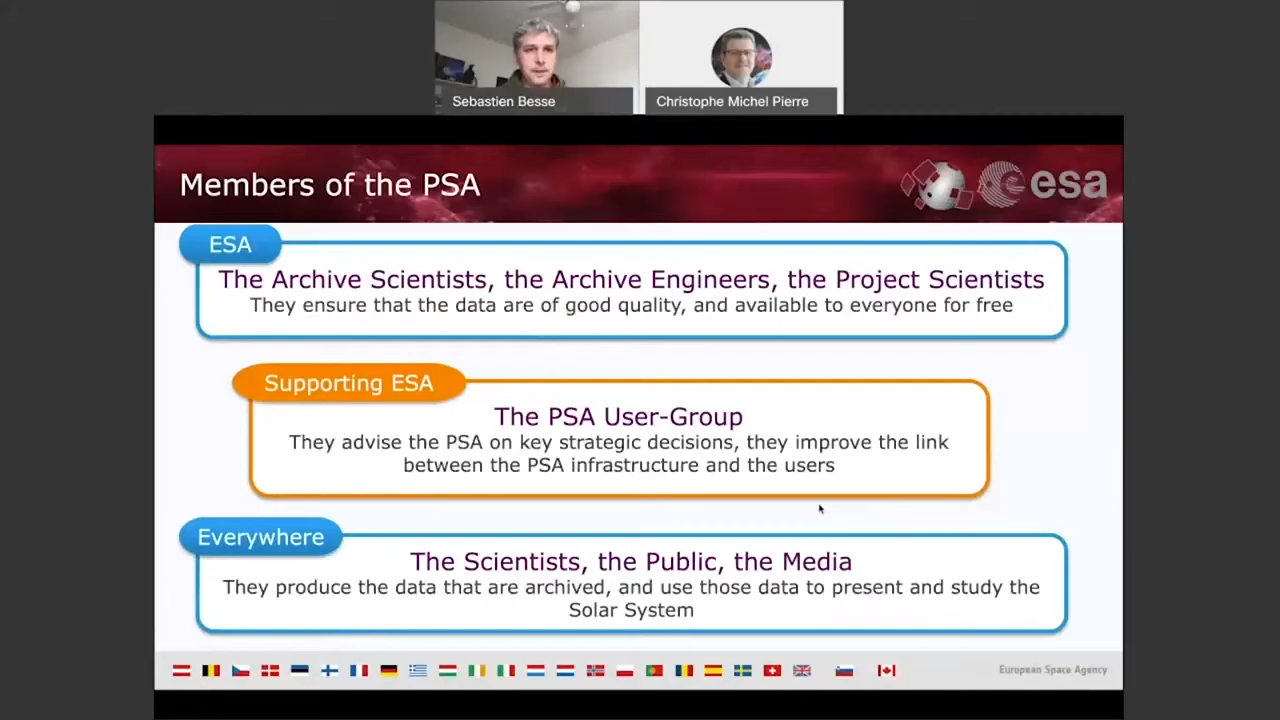 Sebastien Besse
Christophe Michel Pierre
Members of the PSA
esa
ESA
The Archive Scientists, the Archive Engineers, the Project Scientists
They ensure that the data are of good quality, and available to everyone for free
Supporting ESA
The PSA User-Group
They advise the PSA on key strategic decisions, they improve the link
between the PSA infrastructure and the users
Everywhere
The Scientists, the Public, the Media
They produce the data that are archived, and use those data to present and study the
Solar System
European Space Agency